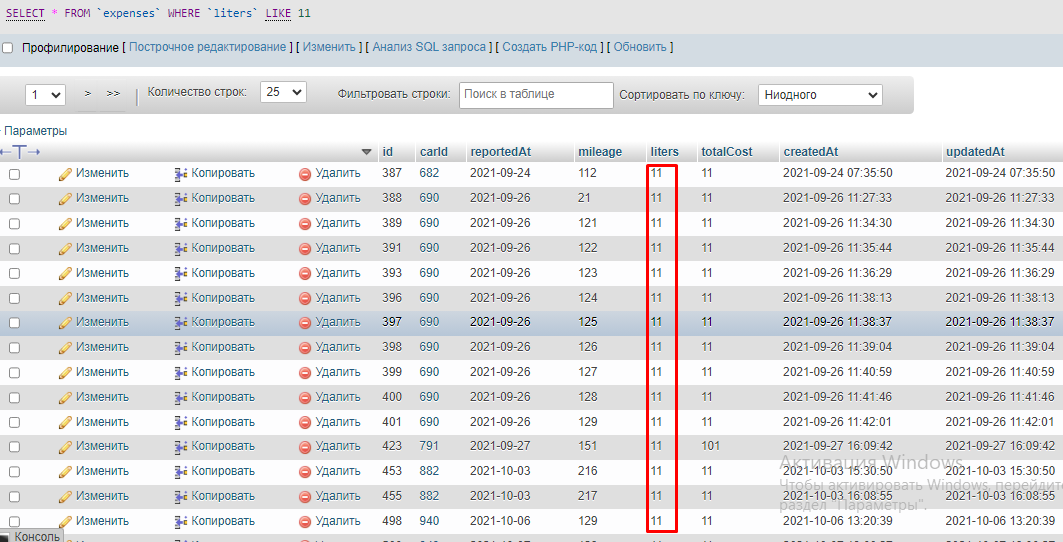 SELECT * FROM `expenses` WHERE `liters` LIKE 11
Профилирование [ Построчное редактирование ] [ Изменить ] [ Анализ SQL запроса ] [ Создать PHP-код ] [ Обновить ]
1 > >> | Количество строк: 25 Фильтровать строки: Поиск в таблице Сортировать по ключу: Ниодного
Параметры
←T→ id carId reportedAt mileage liters totalCost createdAt updatedAt
Изменить Копировать Удалить 387 682 2021-09-24 112 11 11 2021-09-24 07:35:50 2021-09-24 07:35:50
Изменить Копировать Удалить 388 690 2021-09-26 21 11 11 2021-09-26 11:27:33 2021-09-26 11:27:33
Изменить Копировать Удалить 389 690 2021-09-26 121 11 11 2021-09-26 11:34:30 2021-09-26 11:34:30
Изменить Копировать Удалить 391 690 2021-09-26 122 11 11 2021-09-26 11:35:44 2021-09-26 11:35:44
Изменить Копировать Удалить 393 690 2021-09-26 123 11 11 2021-09-26 11:36:29 2021-09-26 11:36:29
Изменить Копировать Удалить 396 690 2021-09-26 124 11 11 2021-09-26 11:38:13 2021-09-26 11:38:13
Изменить Копировать Удалить 397 690 2021-09-26 125 11 11 2021-09-26 11:38:37 2021-09-26 11:38:37
Изменить Копировать Удалить 398 690 2021-09-26 126 11 11 2021-09-26 11:39:04 2021-09-26 11:39:04
Изменить Копировать Удалить 399 690 2021-09-26 127 11 11 2021-09-26 11:40:59 2021-09-26 11:40:59
Изменить Копировать Удалить 400 690 2021-09-26 128 11 11 2021-09-26 11:41:46 2021-09-26 11:41:46
Изменить Копировать Удалить 401 690 2021-09-26 129 11 11 2021-09-26 11:42:01 2021-09-26 11:42:01
Изменить Копировать Удалить 423 791 2021-09-27 151 11 101 2021-09-27 16:09:42 2021-09-27 16:09:42
Изменить Копировать Удалить 453 882 2021-10-03 216 11 11 2021-10-03 15:30:50 2021-10-03 15:30:50
Изменить Копировать Удалить 455 882 2021-10-03 217 11 11 2021-10-03 16:08:55 2021-10-03 16:08:55
Изменить Копировать Удалить 498 940 2021-10-06 129 11 11 2021-10-06 13:20:39 2021-10-06 13:20:39
Активация Windows
Чтобы активировать Windows, перейдите
раздел "Параметры".
Консоль